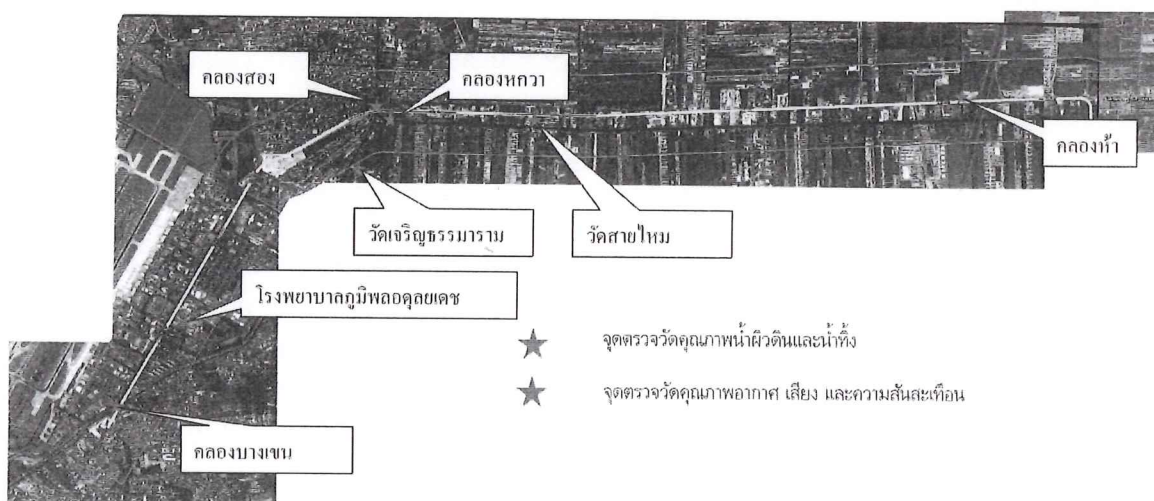 คลองสอง
คลองหกวา
คลองห้า
วัดเจริญธรรมาราม
วัดสายไหม
โรงพยาบาลภูมิพลอดุลยเดช
จุดตรวจวัดคุณภาพน้ำผิวดินและน้ำทิ้ง
จุดตรวจวัดคุณภาพอากาศ เสียง และความสั่นสะเทือน
คลองบางเขน